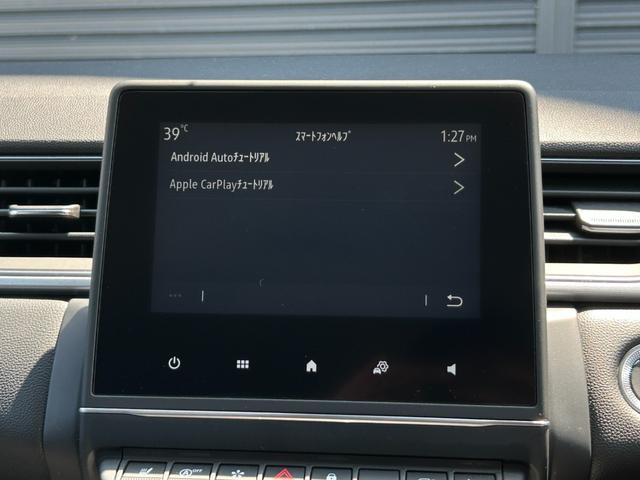 39°C ｽﾏｰﾄﾌｫﾝﾍﾙﾌﾟ 1:27PM
Android Autoﾁｭｰﾄﾘｱﾙ
Apple CarPlayﾁｭｰﾄﾘｱﾙ
OFF